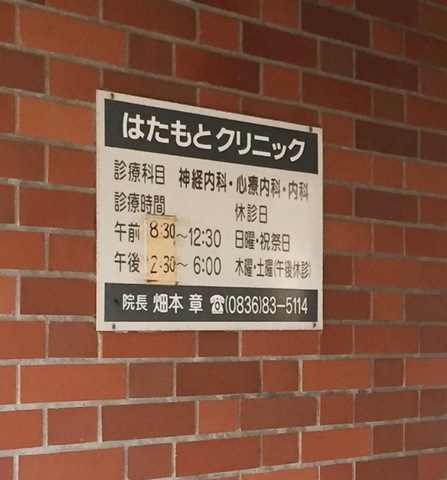 はたもとクリニック
診療科目 神経内科・心療内科・内科
診療時間 休診日
午前 8:30～12:30 日曜・祝祭日
午後 2:30～6:00 木曜・土曜(午後休診)
院長 畑本 章 ☎(0836)83-5114